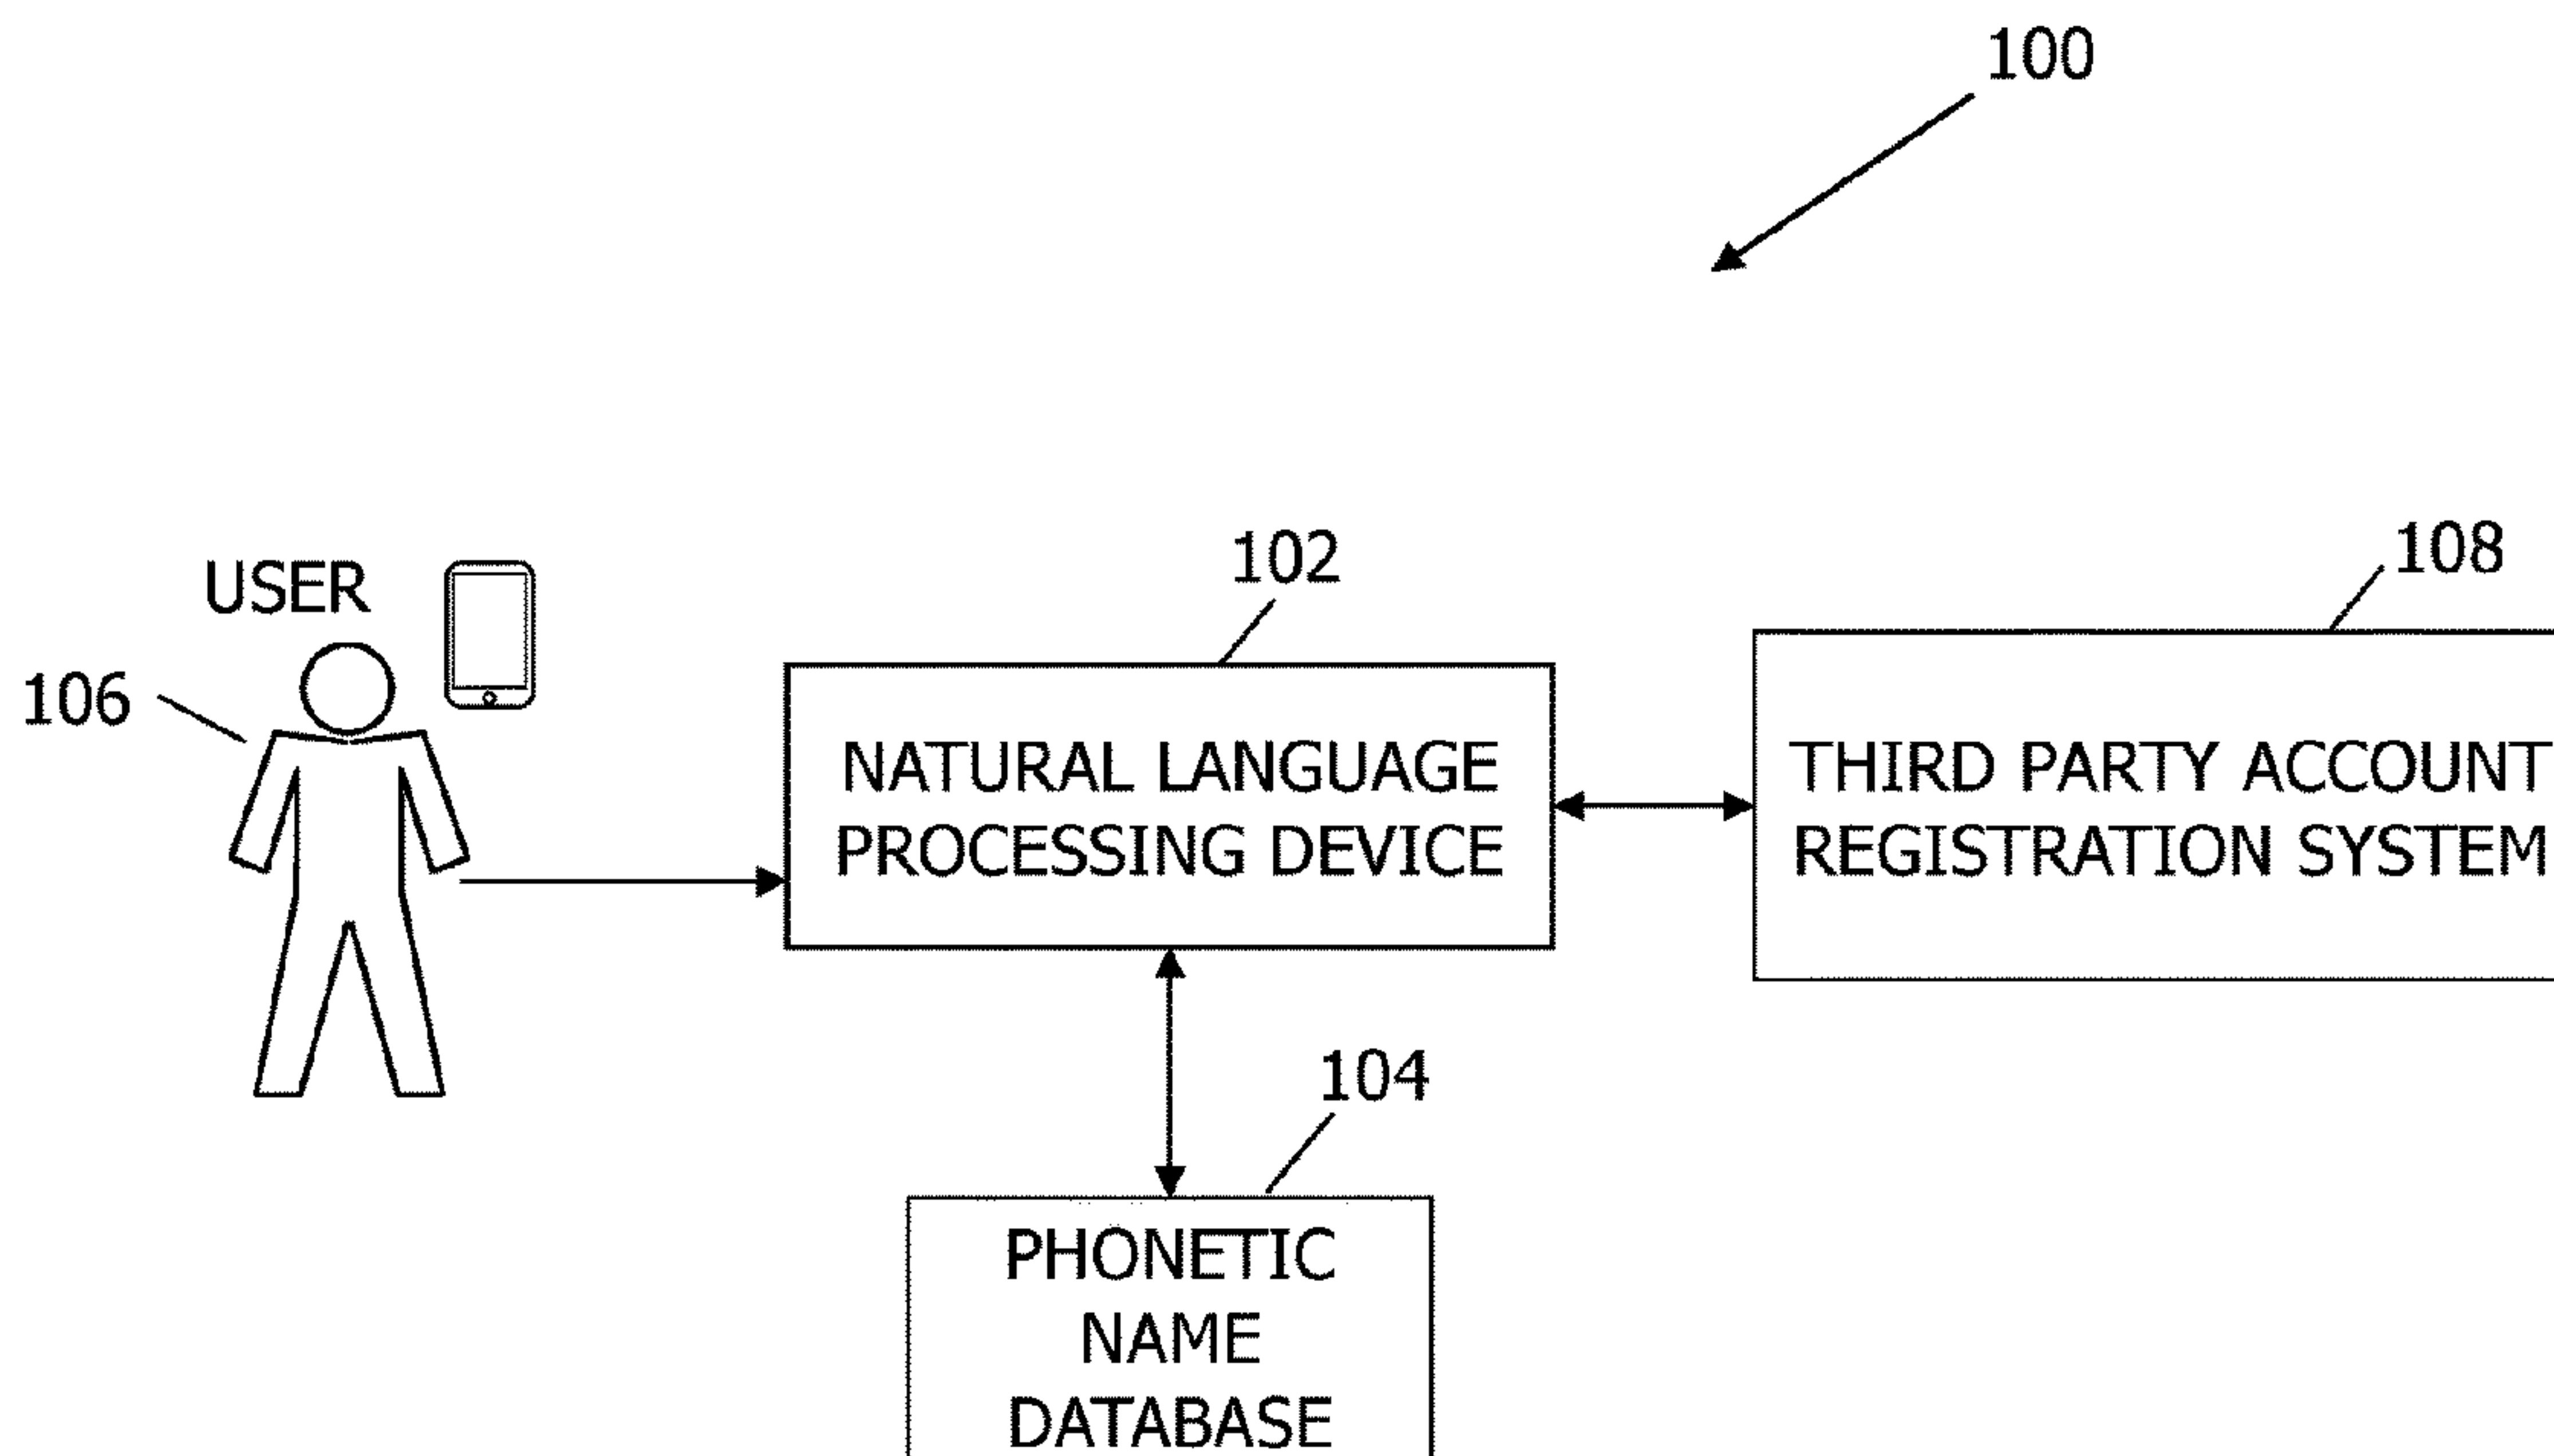 100
USER
106
102
NATURAL LANGUAGE
PROCESSING DEVICE
108
THIRD PARTY ACCOUNT
REGISTRATION SYSTEM
104
PHONETIC
NAME
DATABASE